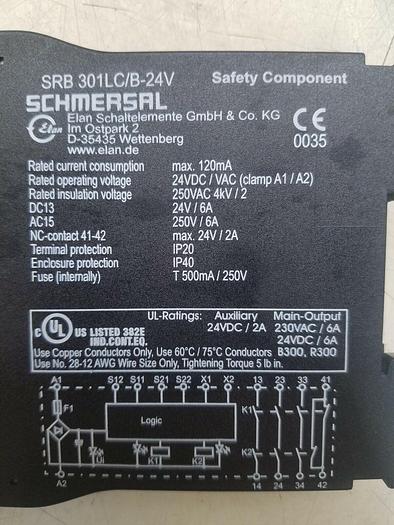 SRB 301LC/B-24V Safety Component
SCHMERSAL
Elan Elan Schaltelemente GmbH & Co. KG
Im Ostpark 2
D-35435 Wettenberg
www.elan.de
CE 0035
Rated current consumption max. 120mA
Rated operating voltage 24VDC / VAC (clamp A1 / A2)
Rated insulation voltage 250VAC 4kV / 2
DC13 24V / 6A
AC15 250V / 6A
NC-contact 41-42 max. 24V / 2A
Terminal protection IP20
Enclosure protection IP40
Fuse (internally) T 500mA / 250V
UL-Ratings: Auxiliary Main-Output
24VDC / 2A 230VAC / 6A
C UL US LISTED 382E 24VDC / 6A
IND.CONT.EQ.
Use Copper Conductors Only, Use 60°C / 75°C Conductors B300, R300
Use No. 28-12 AWG Wire Size Only, Tightening Torque 5 lb in.
A1 S12 S11 S21 S22 X1 X2 13 23 33 41
F1 Logic K1
Ui K1 K2 K2
A2 14 24 34 42